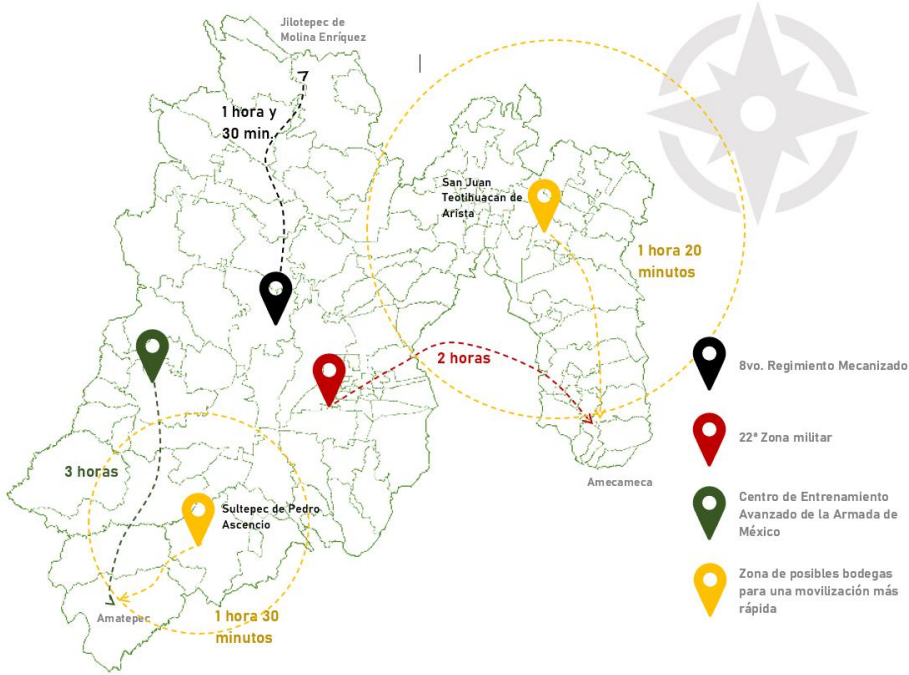 Jilotepec de
Molina Enríquez
1 hora y
30 min.
San Juan
Teotihuacan de
Arista
1 hora 20
minutos
2 horas
8vo. Regimiento Mecanizado
22ª Zona militar
3 horas
Amecameca
Sultepec de Pedro
Ascencio
Centro de Entrenamiento
Avanzado de la Armada de
México
Zona de posibles bodegas
para una movilización más
rápida
Amatepec
1 hora 30
minutos